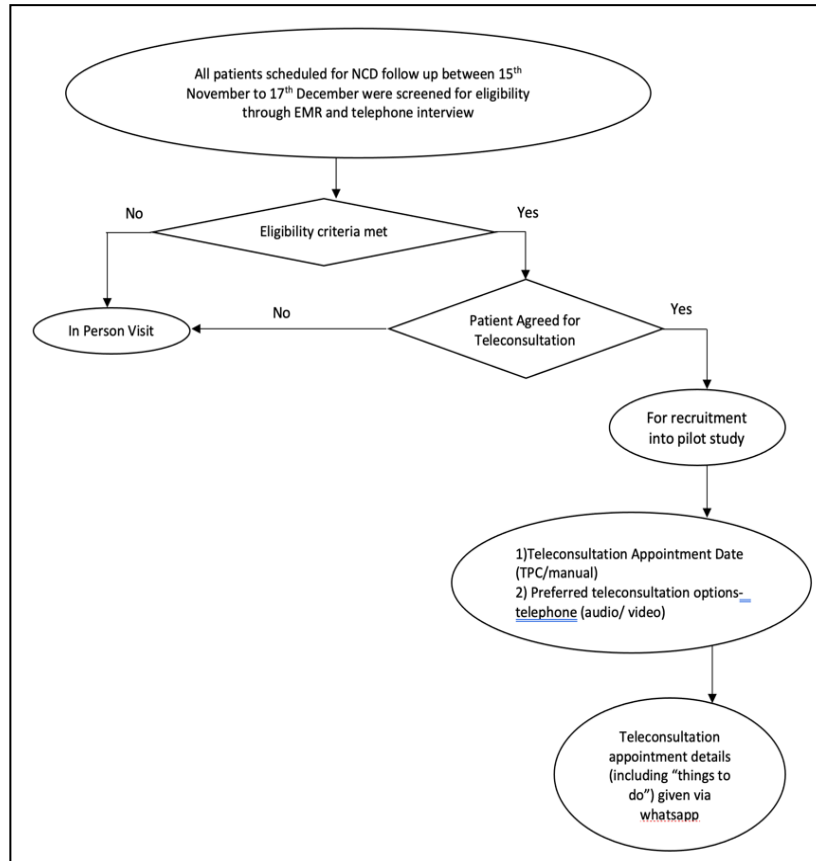 All patients scheduled for NCD follow up between 15th
November to 17th December were screened for eligibility
through EMR and telephone interview
No
Yes
Eligibility criteria met
No
Yes
In Person Visit
Patient Agreed for
Teleconsultation
For recruitment
into pilot study
1)Teleconsultation Appointment Date
(TPC/manual)
2) Preferred teleconsultation options-
telephone (audio/ video)
Teleconsultation
appointment details
(including “things to
do”) given via
whatsapp